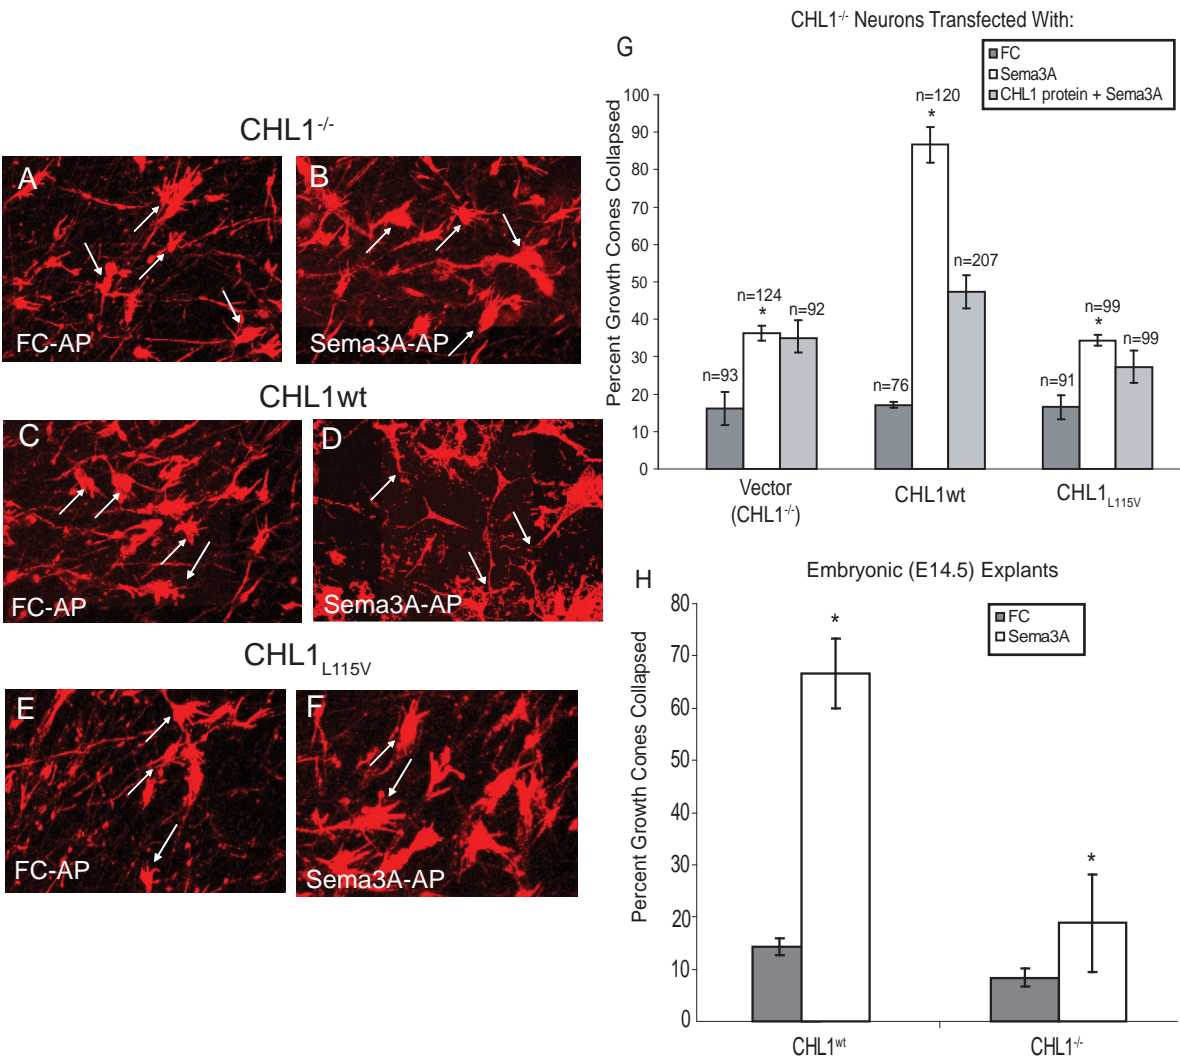 CHL1-/-
A
FC-AP
B
Sema3A-AP
CHL1wt
C
FC-AP
D
Sema3A-AP
CHL1L115V
E
FC-AP
F
Sema3A-AP
G
CHL1-/- Neurons Transfected With:
FC
Sema3A
CHL1 protein + Sema3A
Percent Growth Cones Collapsed
100
90
80
70
60
50
40
30
20
10
0
n=93
n=124
*
n=92
n=76
n=120
*
n=207
n=91
n=99
*
n=99
Vector
(CHL1-/-)
CHL1wt
CHL1L115V
H
Embryonic (E14.5) Explants
FC
Sema3A
Percent Growth Cones Collapsed
80
70
60
50
40
30
20
10
0
*
*
CHL1wt
CHL1-/-